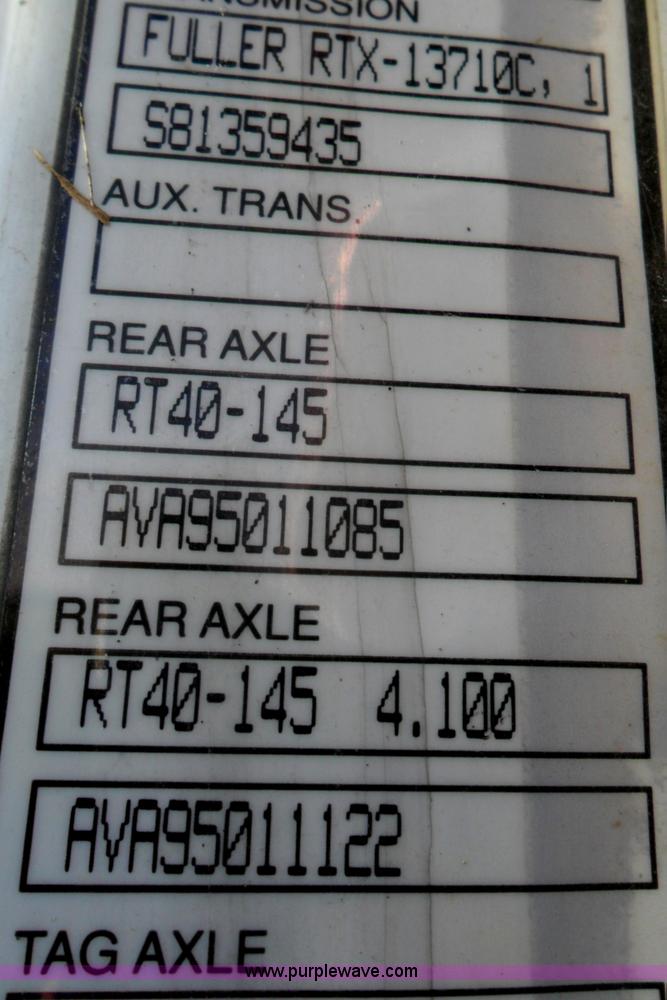 TRANSMISSION
FULLER RTX-13710C, 1
S81359435
AUX. TRANS.
REAR AXLE
RT40-145
AVA95011085
REAR AXLE
RT40-145 4.100
AVA95011122
TAG AXLE
www.purplewave.com